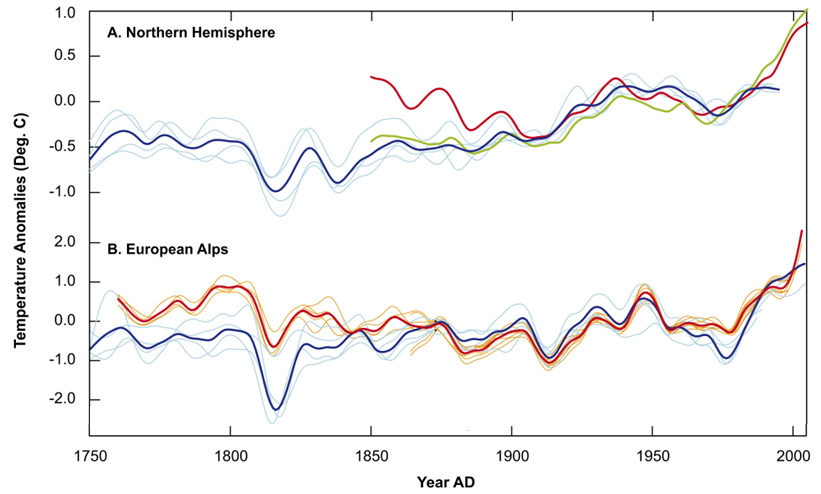 1.0
A. Northern Hemisphere
0.5
0.0
-0.5
-1.0
Temperature Anomalies (Deg. C)
2.0
B. European Alps
1.0
0.0
-1.0
-2.0
1750 1800 1850 1900 1950 2000
Year AD